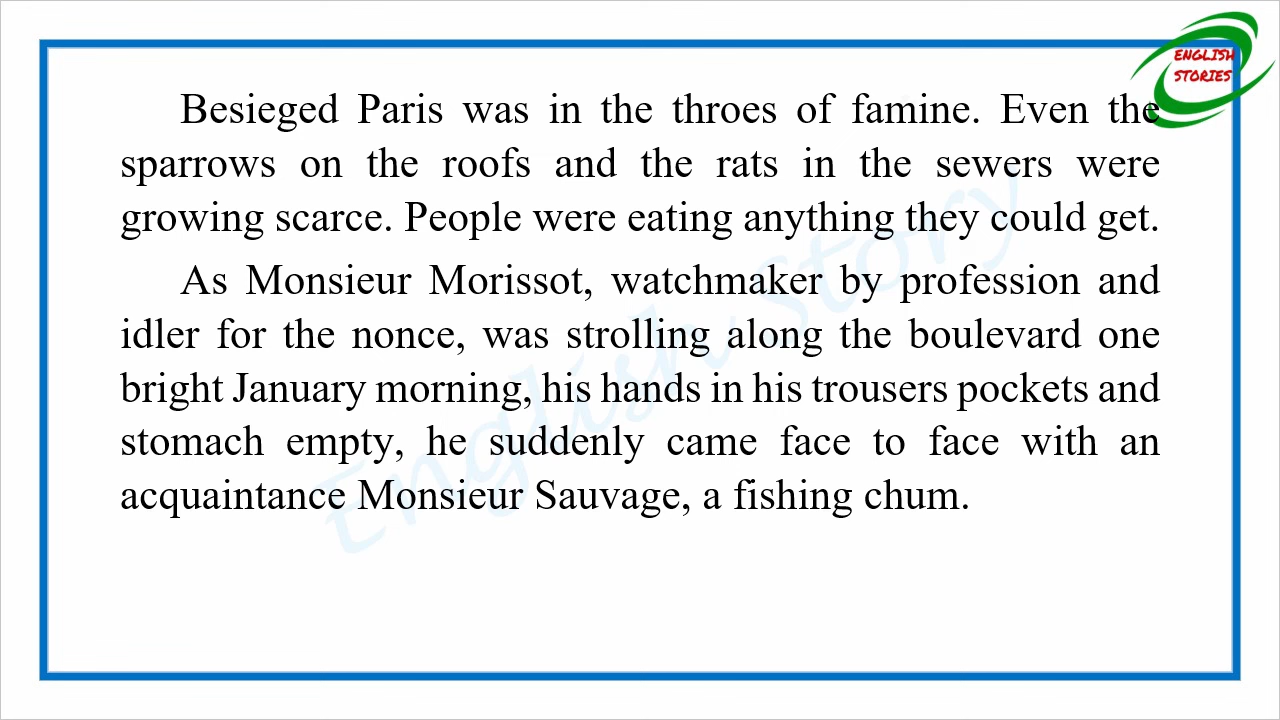 ENGLISH
STORIES
Besieged Paris was in the throes of famine. Even the
sparrows on the roofs and the rats in the sewers were
growing scarce. People were eating anything they could get.
As Monsieur Morissot, watchmaker by profession and
idler for the nonce, was strolling along the boulevard one
bright January morning, his hands in his trousers pockets and
stomach empty, he suddenly came face to face with an
acquaintance Monsieur Sauvage, a fishing chum.
English Story